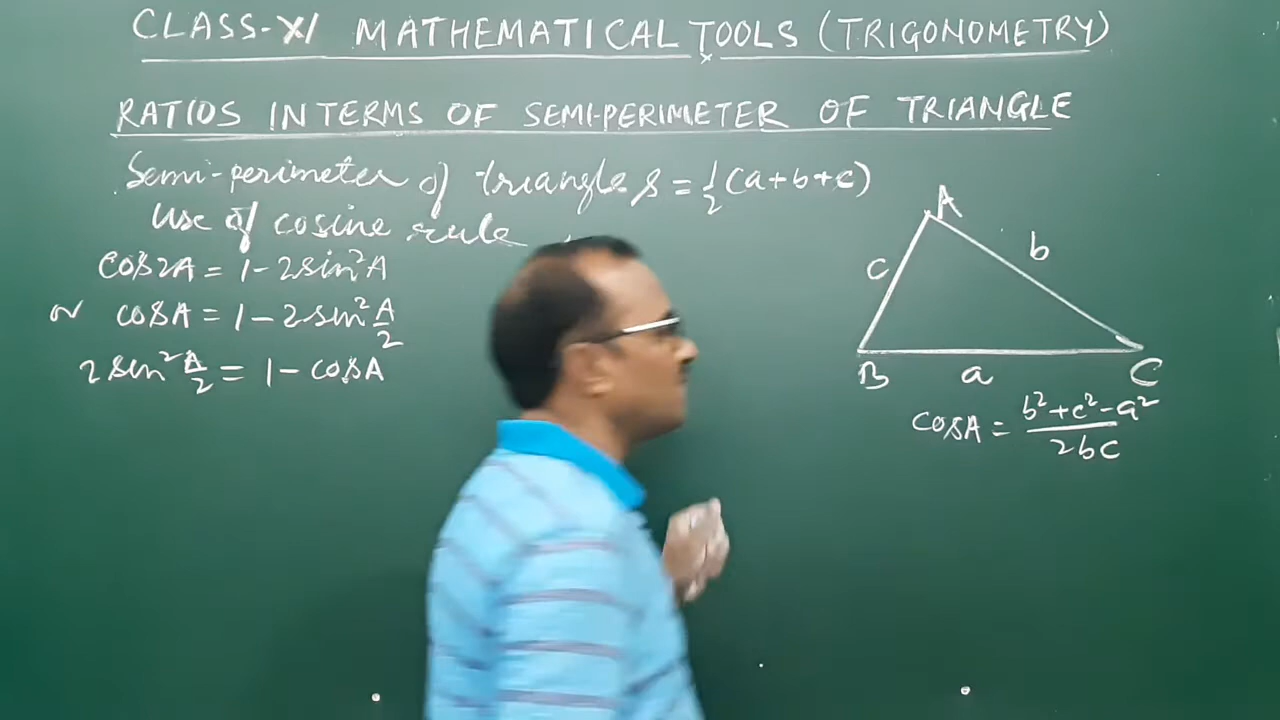 CLASS-XI MATHEMATICAL TOOLS (TRIGONOMETRY)
RATIOS IN TERMS OF SEMI-PERIMETER OF TRIANGLE
Semi-perimeter of triangle s = 1/2 (a+b+c)
Use of cosine rule
cos2A = 1 - 2sin²A
or cosA = 1 - 2sin² A/2
2sin² A/2 = 1 - cosA
A
c
b
B
a
C
cosA = (b²+c²-a²)/2bc